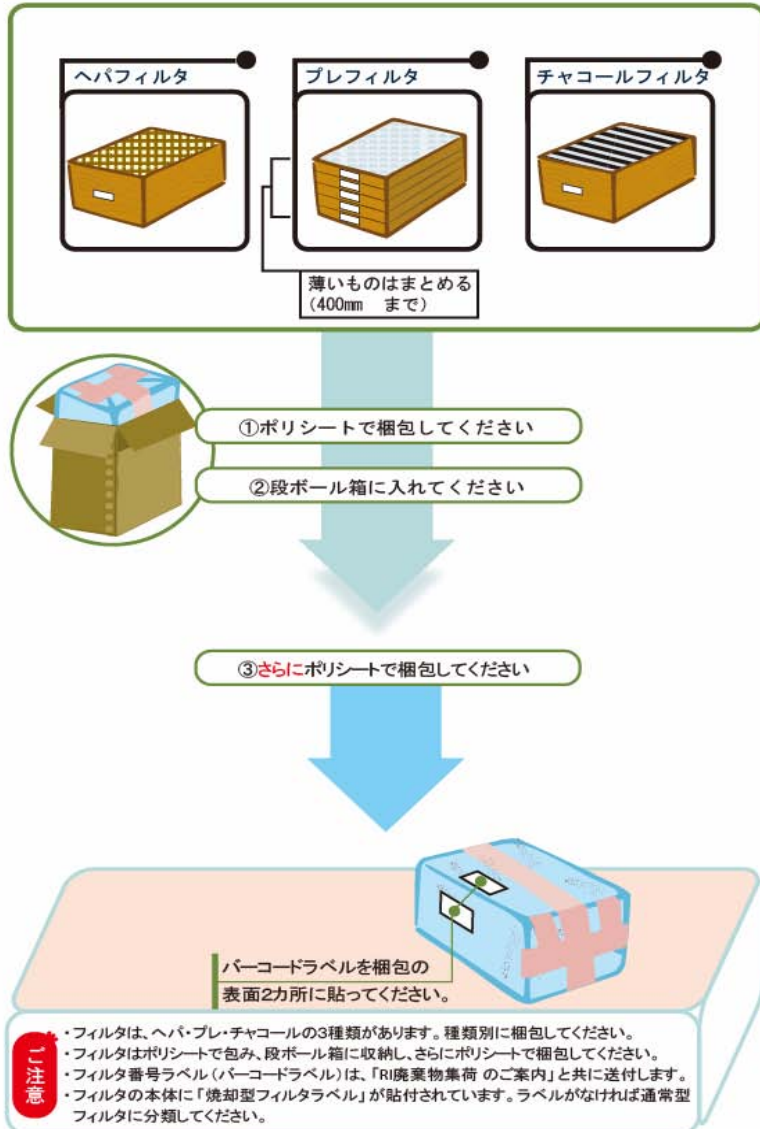 ヘパフィルタ
プレフィルタ
チャコールフィルタ
薄いものはまとめる
(400mm まで)
①ポリシートで梱包してください
②段ボール箱に入れてください
③さらにポリシートで梱包してください
バーコードラベルを梱包の
表面2カ所に貼ってください。
ご注意
・フィルタは、ヘパ・プレ・チャコールの3種類があります。種類別に梱包してください。
・フィルタはポリシートで包み、段ボール箱に収納し、さらにポリシートで梱包してください。
・フィルタ番号ラベル(バーコードラベル)は、「RI廃棄物集荷 のご案内」と共に送付します。
・フィルタの本体に「焼却型フィルタラベル」が貼付されています。ラベルがなければ通常型
フィルタに分類してください。